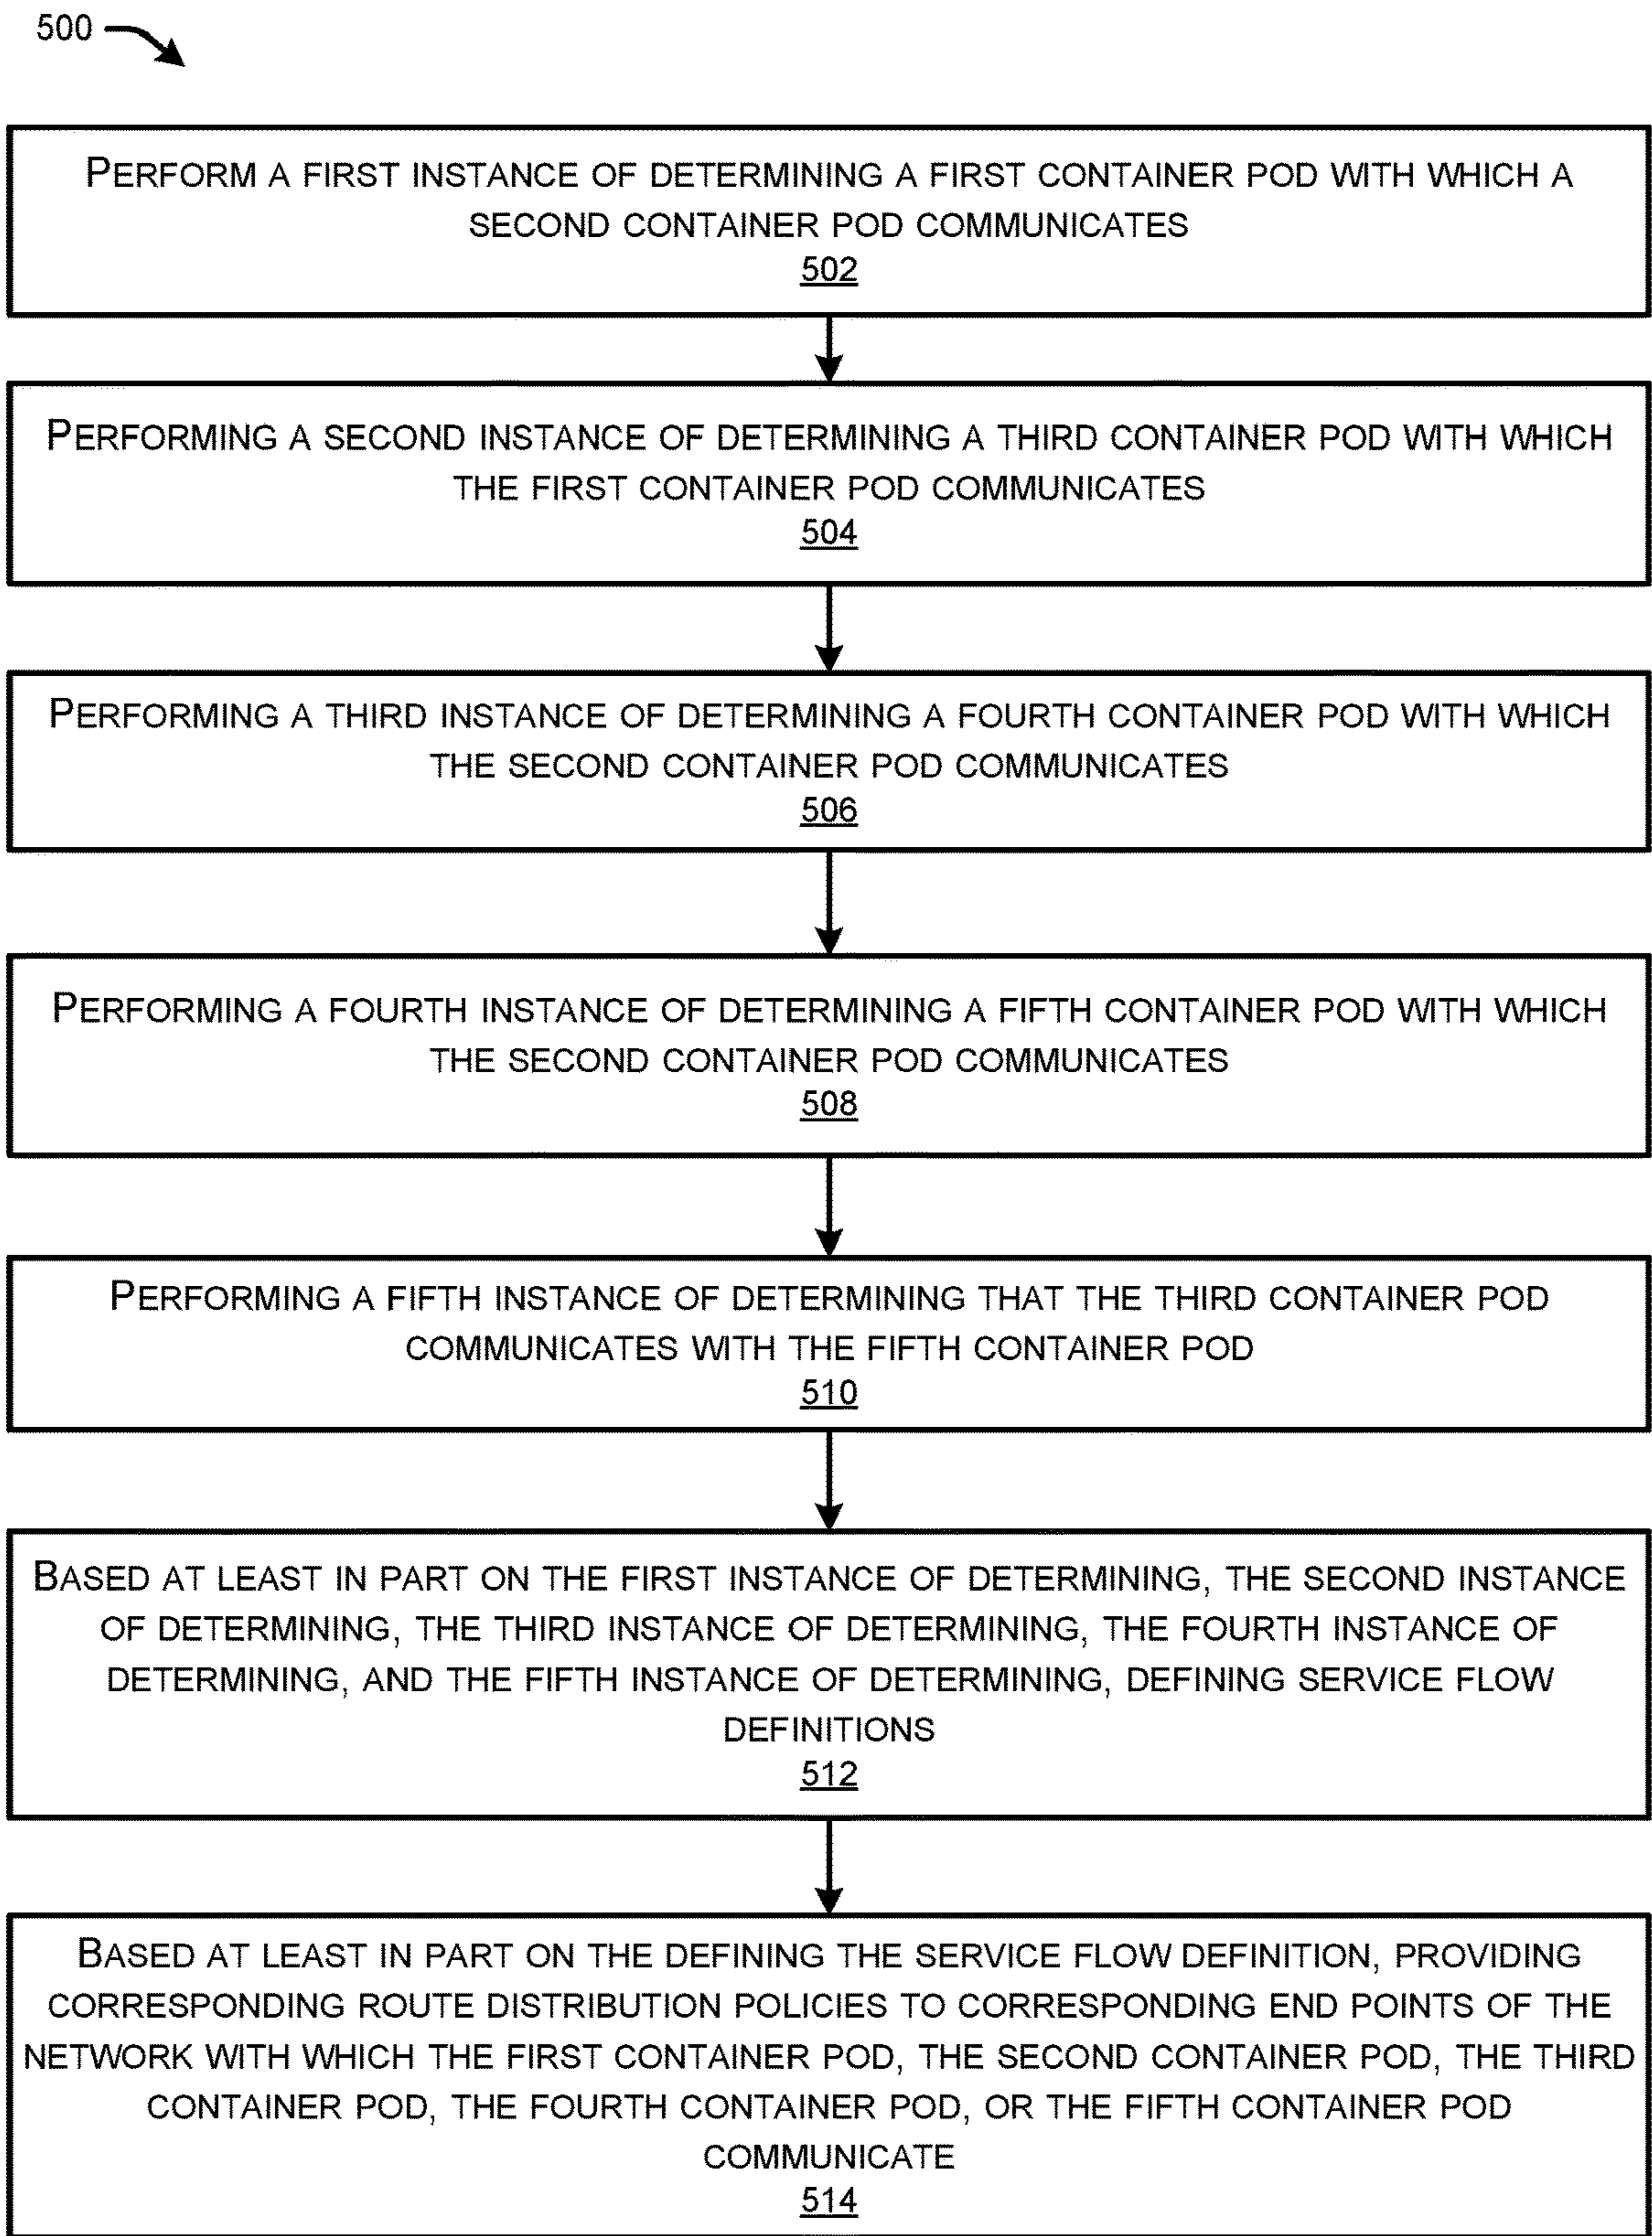 500
PERFORM A FIRST INSTANCE OF DETERMINING A FIRST CONTAINER POD WITH WHICH A
SECOND CONTAINER POD COMMUNICATES
502
PERFORMING A SECOND INSTANCE OF DETERMINING A THIRD CONTAINER POD WITH WHICH
THE FIRST CONTAINER POD COMMUNICATES
504
PERFORMING A THIRD INSTANCE OF DETERMINING A FOURTH CONTAINER POD WITH WHICH
THE SECOND CONTAINER POD COMMUNICATES
506
PERFORMING A FOURTH INSTANCE OF DETERMINING A FIFTH CONTAINER POD WITH WHICH
THE SECOND CONTAINER POD COMMUNICATES
508
PERFORMING A FIFTH INSTANCE OF DETERMINING THAT THE THIRD CONTAINER POD
COMMUNICATES WITH THE FIFTH CONTAINER POD
510
BASED AT LEAST IN PART ON THE FIRST INSTANCE OF DETERMINING, THE SECOND INSTANCE
OF DETERMINING, THE THIRD INSTANCE OF DETERMINING, THE FOURTH INSTANCE OF
DETERMINING, AND THE FIFTH INSTANCE OF DETERMINING, DEFINING SERVICE FLOW
DEFINITIONS
512
BASED AT LEAST IN PART ON THE DEFINING THE SERVICE FLOW DEFINITION, PROVIDING
CORRESPONDING ROUTE DISTRIBUTION POLICIES TO CORRESPONDING END POINTS OF THE
NETWORK WITH WHICH THE FIRST CONTAINER POD, THE SECOND CONTAINER POD, THE THIRD
CONTAINER POD, THE FOURTH CONTAINER POD, OR THE FIFTH CONTAINER POD
COMMUNICATE
514